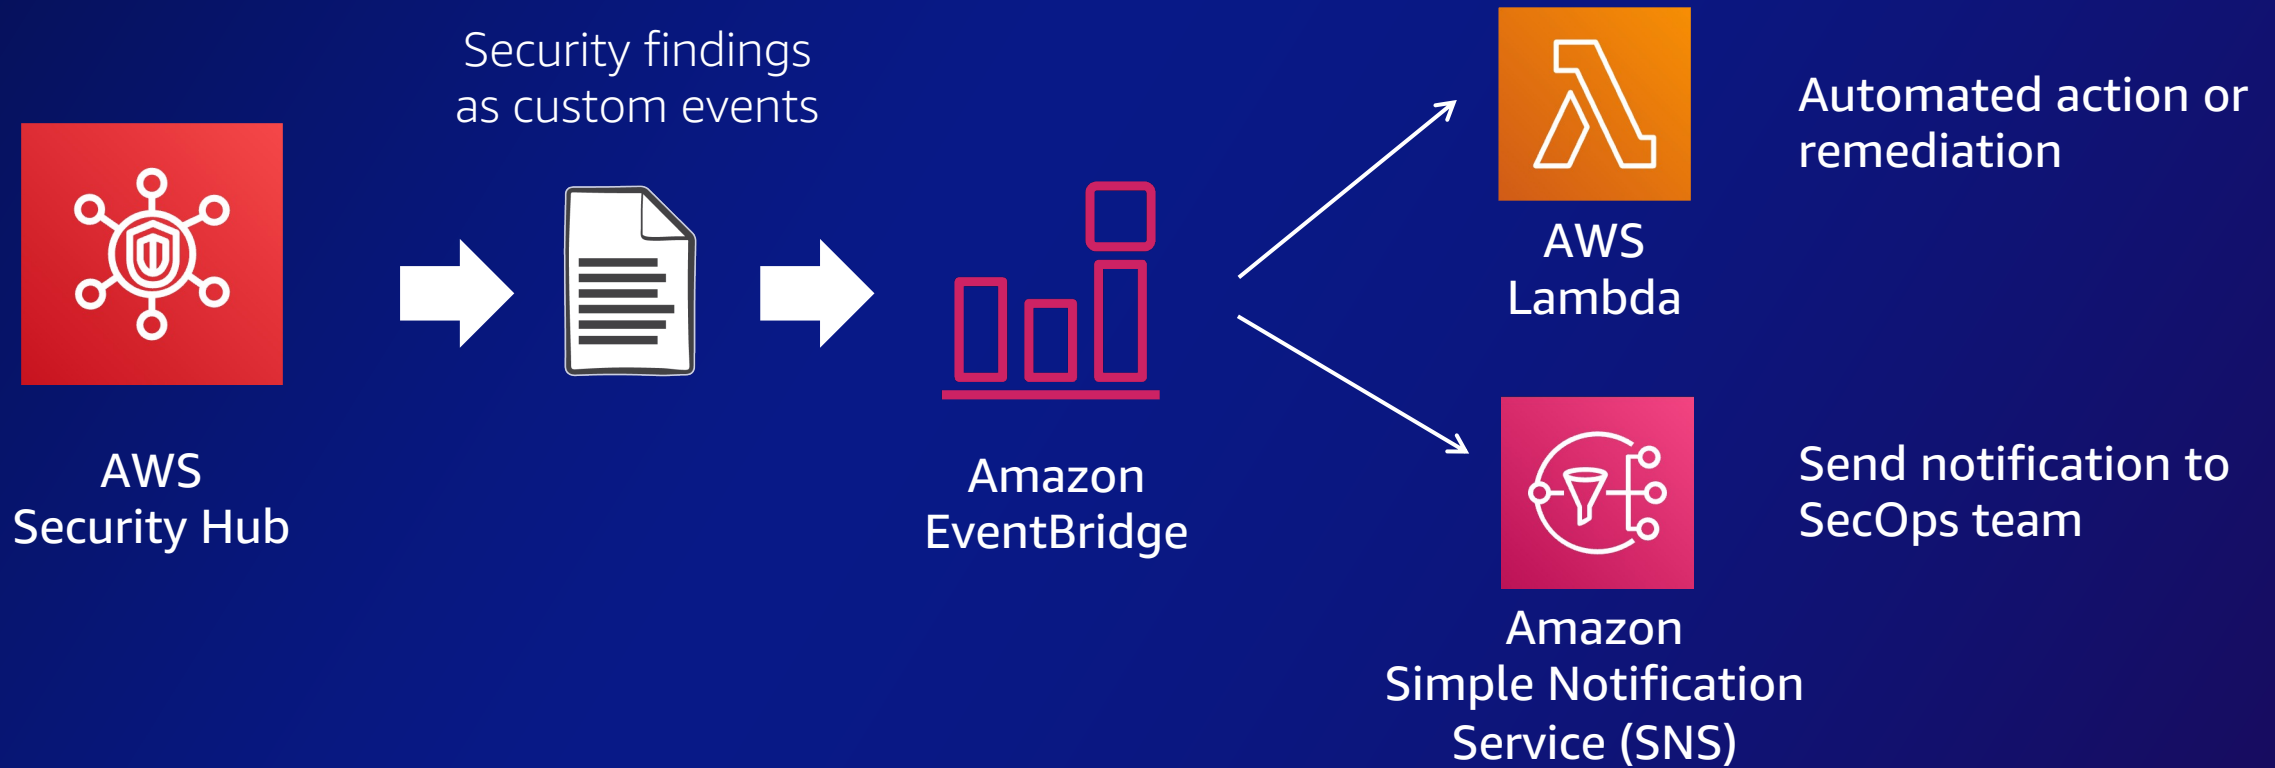 Security findings
as custom events
AWS
Security Hub
Amazon
EventBridge
AWS
Lambda
Automated action or
remediation
Amazon
Simple Notification
Service (SNS)
Send notification to
SecOps team